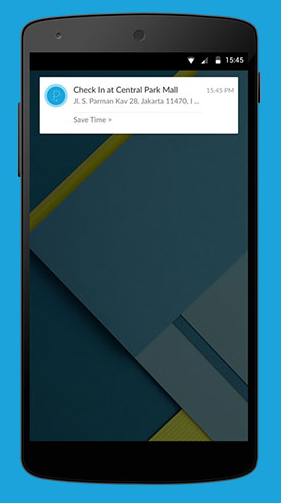 15:45
Check In at Central Park Mall 15.45 PM
Jl. S. Parman Kav 28, Jakarta 11470, I ...
Save Time >